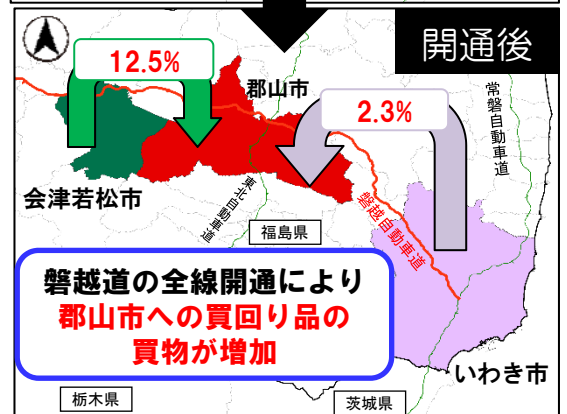 開通後
12.5%
郡山市
2.3%
常磐自動車道
会津若松市
東北自動車道
福島県
磐越自動車道
磐越道の全線開通により
郡山市への買回り品の
買物が増加
いわき市
栃木県
茨城県